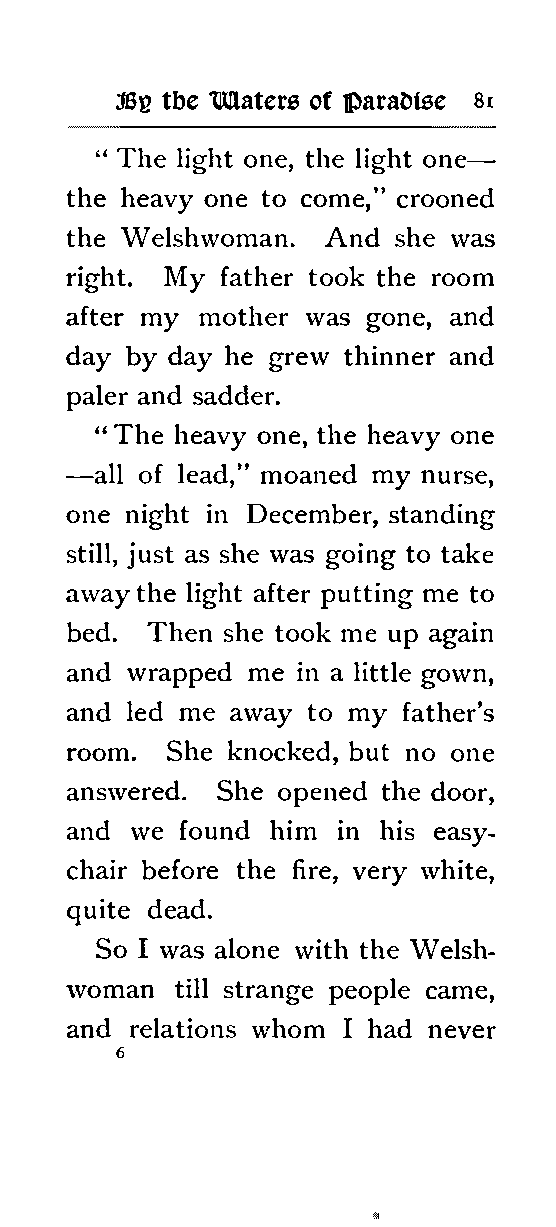 By the Waters of Paradise 81
“ The light one, the light one—
the heavy one to come,” crooned
the Welshwoman. And she was
right. My father took the room
after my mother was gone, and
day by day he grew thinner and
paler and sadder.
“ The heavy one, the heavy one
—all of lead,” moaned my nurse,
one night in December, standing
still, just as she was going to take
away the light after putting me to
bed. Then she took me up again
and wrapped me in a little gown,
and led me away to my father’s
room. She knocked, but no one
answered. She opened the door,
and we found him in his easy-
chair before the fire, very white,
quite dead.
So I was alone with the Welsh-
woman till strange people came,
and relations whom I had never
6